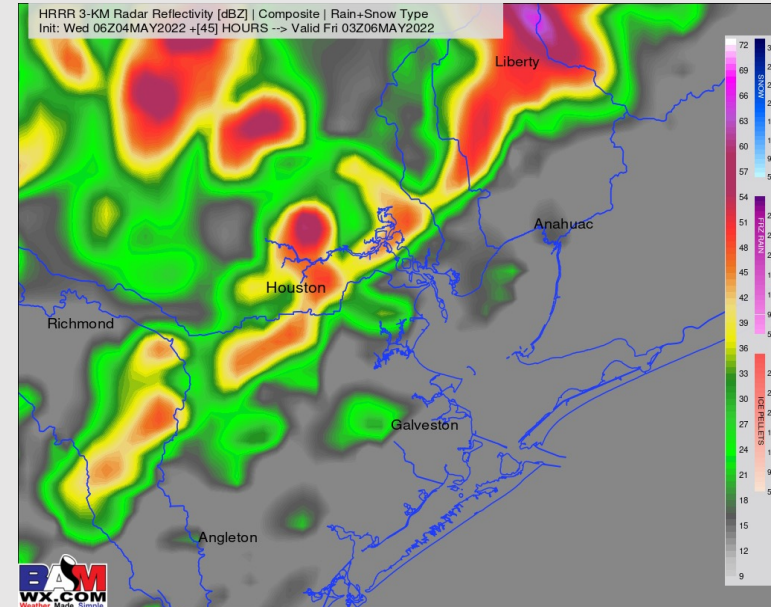 HRRR 3-KM Radar Reflectivity [dBZ] | Composite | Rain+Snow Type
Init: Wed 06Z04MAY2022 +[45] HOURS --> Valid Fri 03Z06MAY2022
Liberty
Anahuac
Houston
Richmond
Galveston
Angleton
BAM
WX.COM
Weather Made Simple
72
69
66
63
60
57
54
51
48
45
42
39
36
33
30
27
24
21
18
15
12
9
SNOW
FRZ RAIN
ICE PELLETS